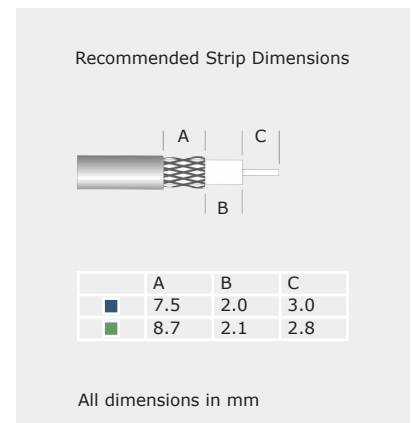 Recommended Strip Dimensions
A C
B
A B C
7.5 2.0 3.0
8.7 2.1 2.8
All dimensions in mm